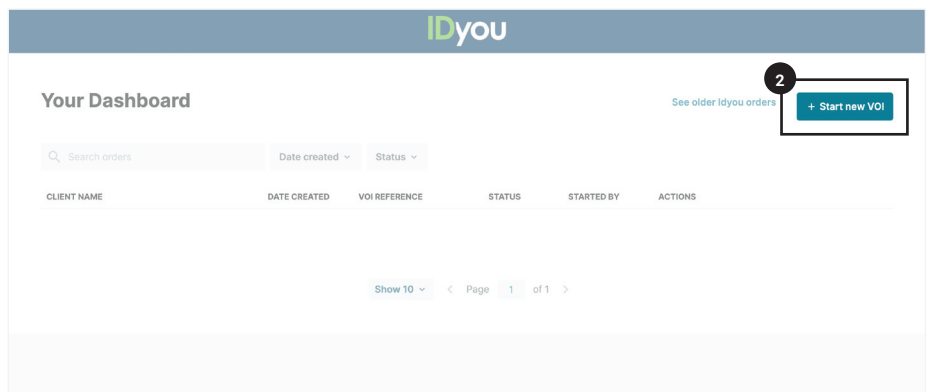 IDyou
2
Your Dashboard
See older Idyou orders
+ Start new VOI
Search orders
Date created
Status
CLIENT NAME DATE CREATED VOI REFERENCE STATUS STARTED BY ACTIONS
Show 10 < Page 1 of 1 >